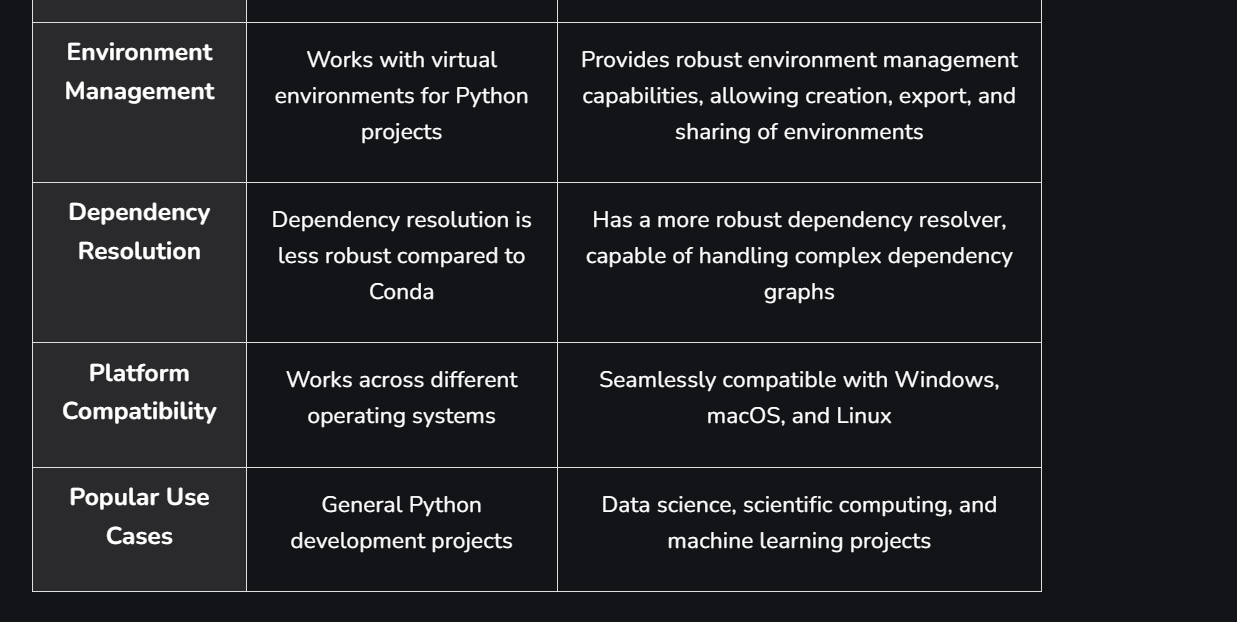 Environment
Management
Works with virtual
environments for Python
projects
Provides robust environment management
capabilities, allowing creation, export, and
sharing of environments
Dependency
Resolution
Dependency resolution is
less robust compared to
Conda
Has a more robust dependency resolver,
capable of handling complex dependency
graphs
Platform
Compatibility
Works across different
operating systems
Seamlessly compatible with Windows,
macOS, and Linux
Popular Use
Cases
General Python
development projects
Data science, scientific computing, and
machine learning projects